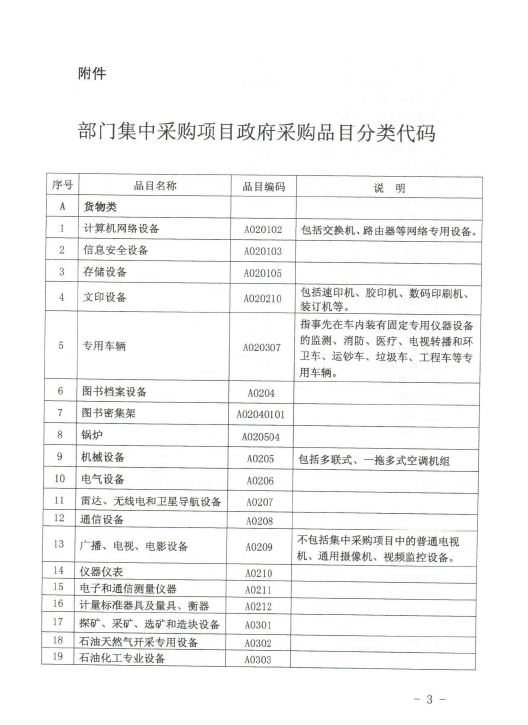 附件
部门集中采购项目政府采购品目分类代码
序号 品目名称 品目编码 说 明
A 货物类
1 计算机网络设备 A020102 包括交换机、路由器等网络专用设备。
2 信息安全设备 A020103
3 存储设备 A020105
4 文印设备 A020210 包括速印机、胶印机、数码印刷机、
装订机等。
5 专用车辆 A020307 指事先在车内装有固定专用仪器设备
的监测、消防、医疗、电视转播和环
卫车、运钞车、垃圾车、工程车等专
用车辆。
6 图书档案设备 A0204
7 图书密集架 A02040101
8 锅炉 A020504
9 机械设备 A0205 包括多联式、一拖多式空调机组
10 电气设备 A0206
11 雷达、无线电和卫星导航设备 A0207
12 通信设备 A0208
13 广播、电视、电影设备 A0209 不包括集中采购项目中的普通电视
机、通用摄像机、视频监控设备。
14 仪器仪表 A0210
15 电子和通信测量仪器 A0211
16 计量标准器具及量具、衡器 A0212
17 探矿、采矿、选矿和造块设备 A0301
18 石油天然气开采专用设备 A0302
19 石油化工专业设备 A0303
- 3 -